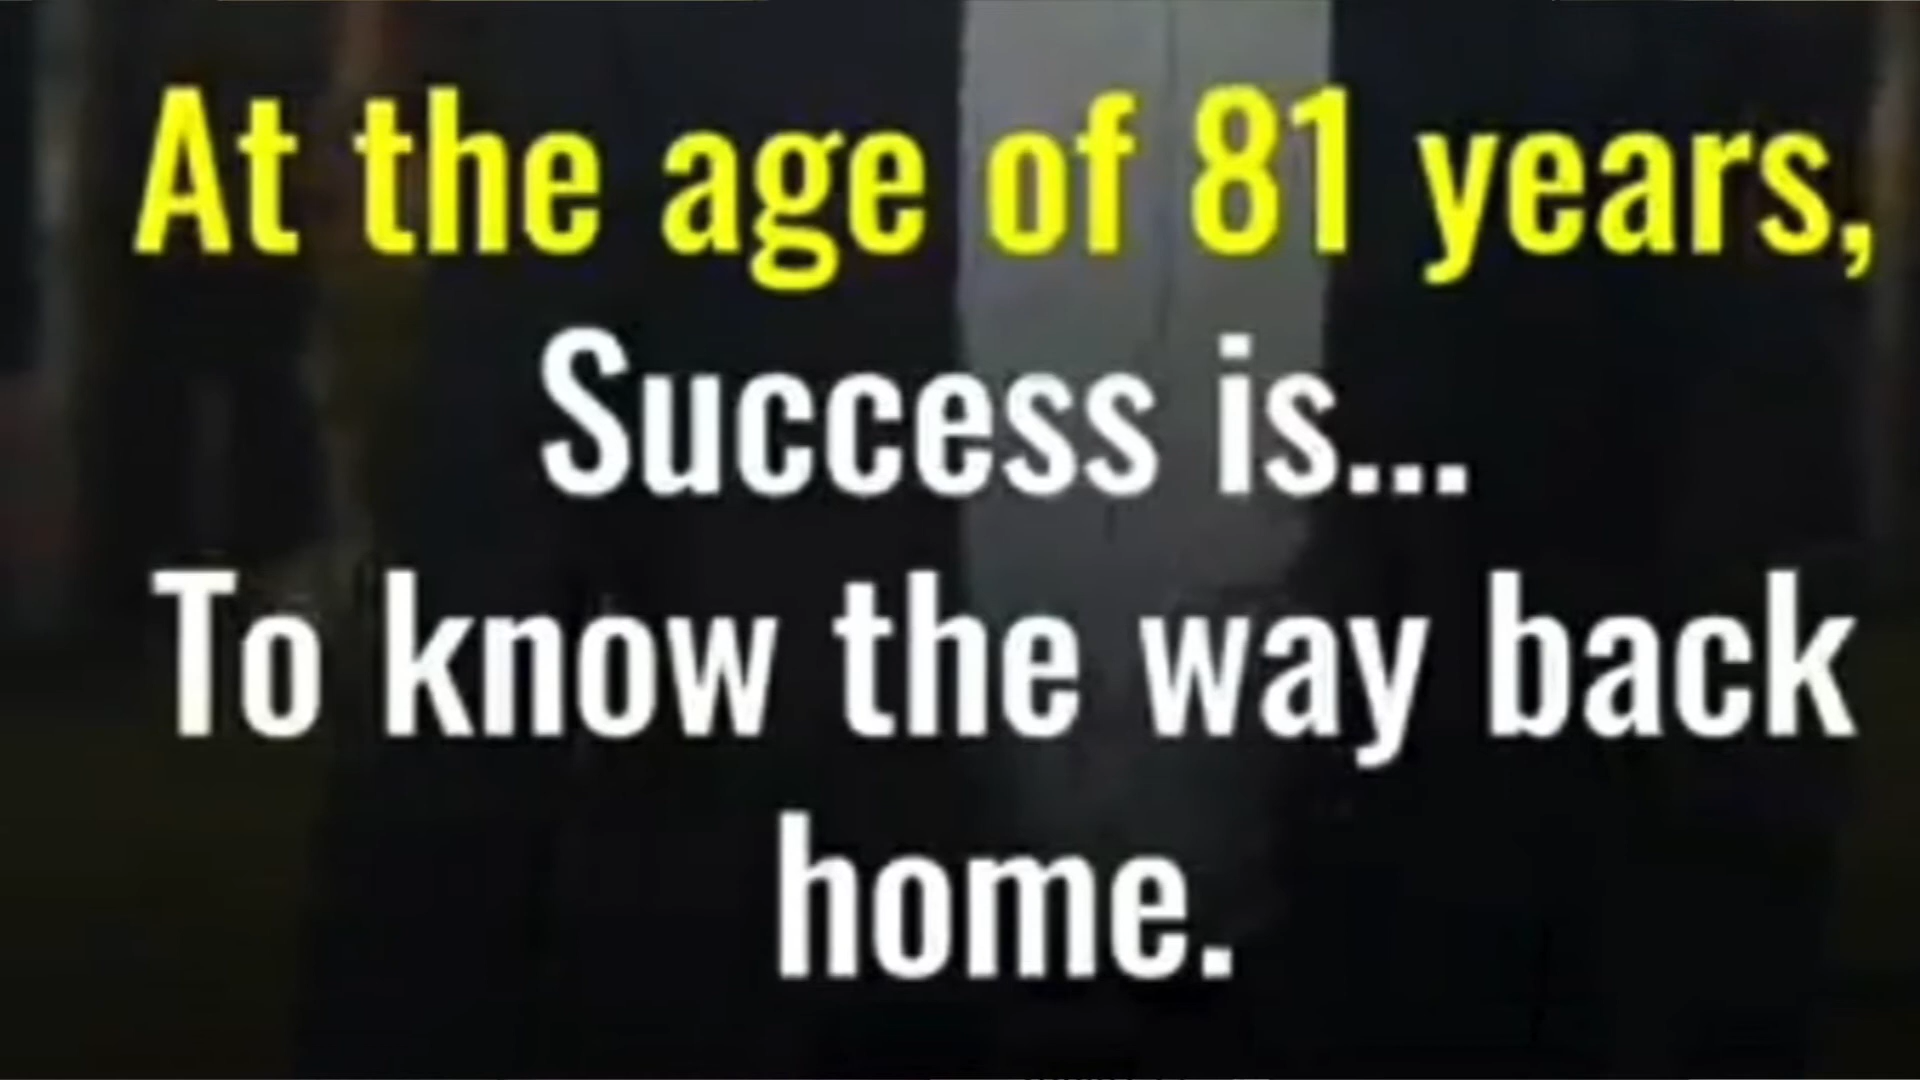 At the age of 81 years,
Success is...
To know the way back
home.